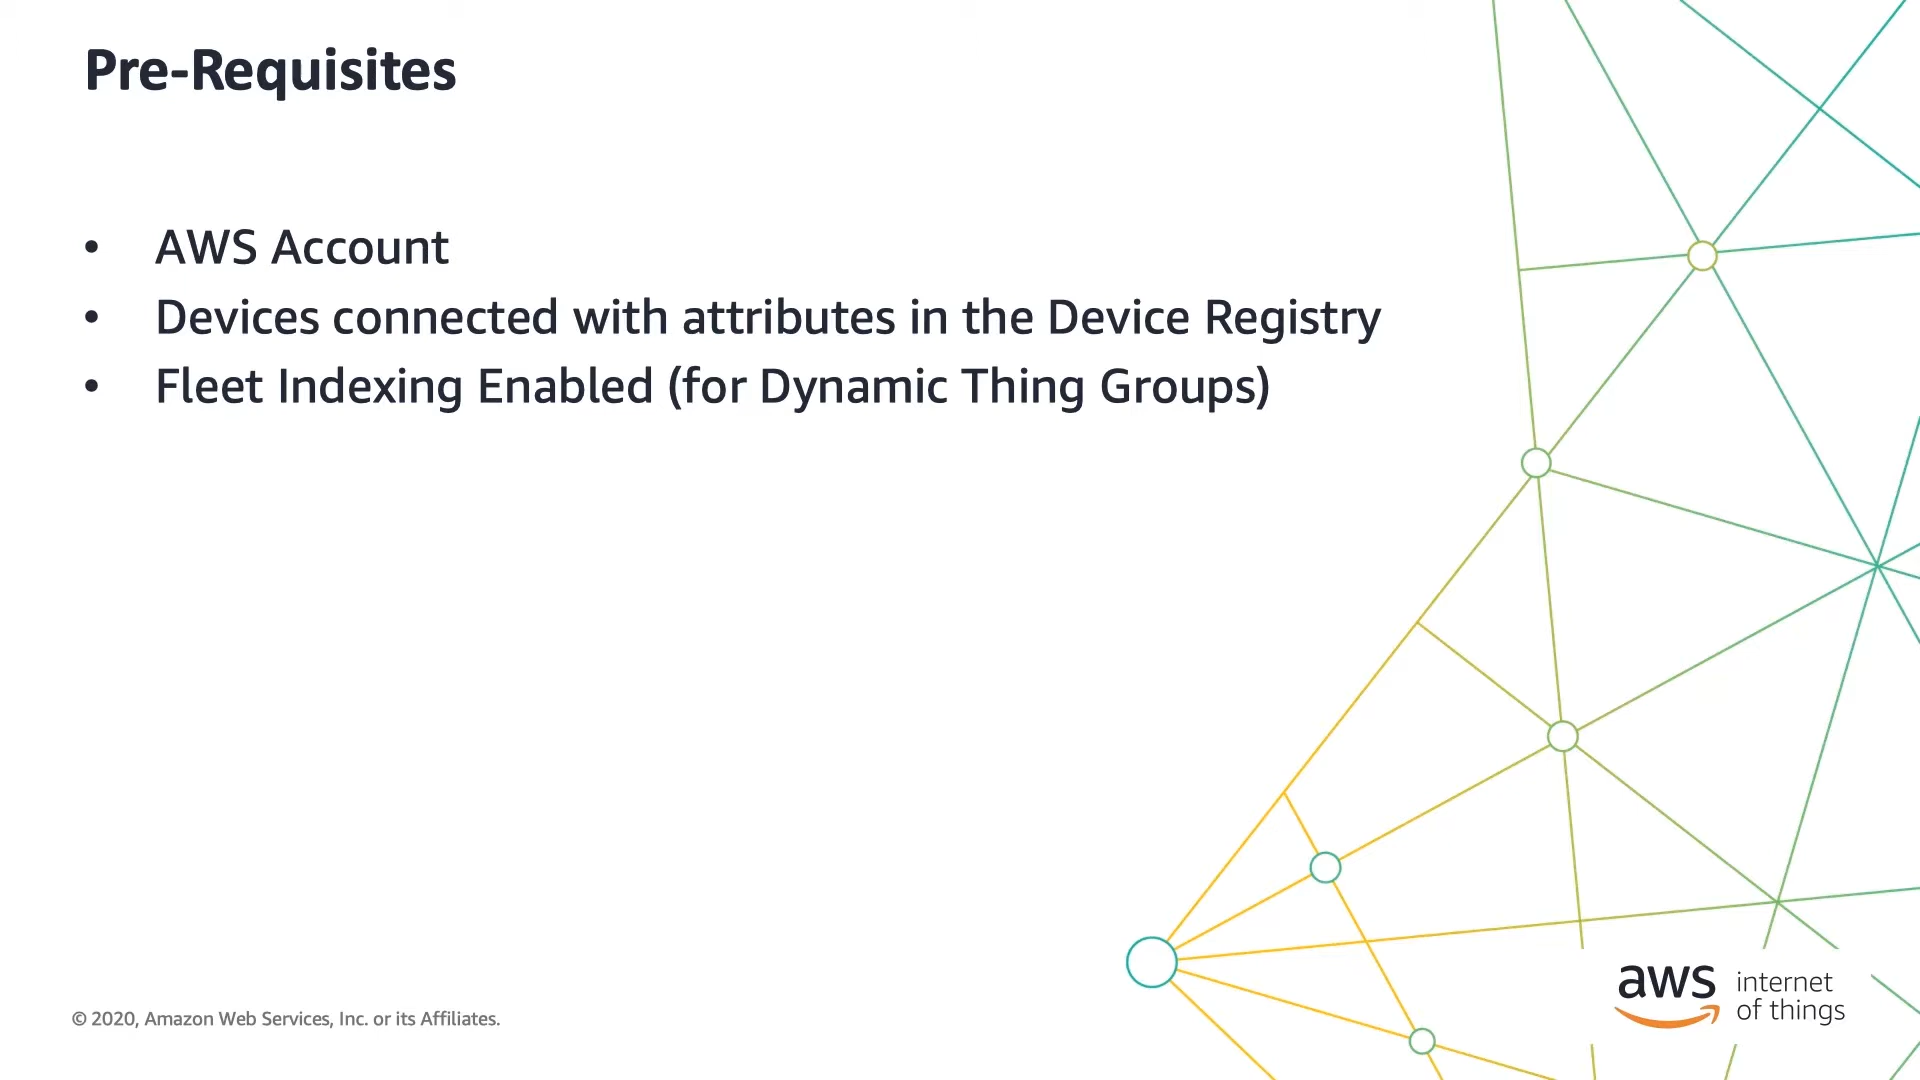 Pre-Requisites
• AWS Account
• Devices connected with attributes in the Device Registry
• Fleet Indexing Enabled (for Dynamic Thing Groups)
© 2020, Amazon Web Services, Inc. or its Affiliates.
aws internet
of things